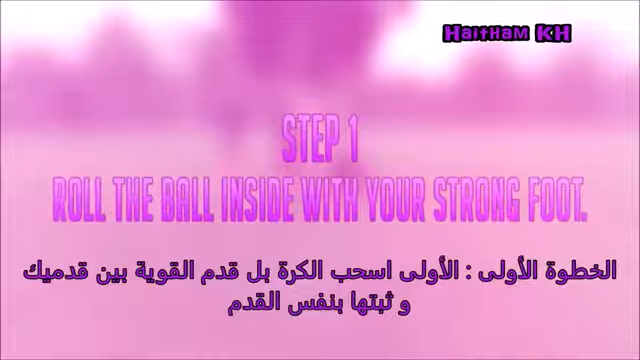 Haitham KH
STEP 1
ROLL THE BALL INSIDE WITH YOUR STRONG FOOT.
الخطوة الأولى : الأولى اسحب الكرة بل قدم القوية بين قدميك
و ثبتها بنفس القدم